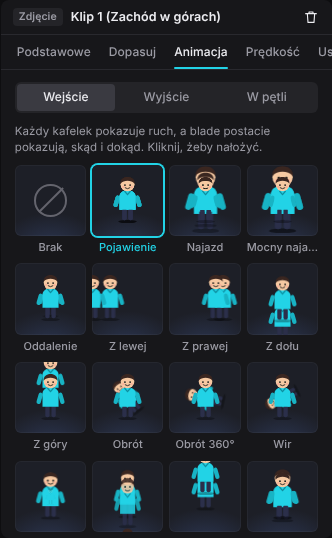 Zdjęcie Klip 1 (Zachód w górach)
Podstawowe Dopasuj Animacja Prędkość Us
Wejście Wyjście W pętli
Każdy kafelek pokazuje ruch, a blade postacie
pokazują, skąd i dokąd. Kliknij, żeby nałożyć.
Brak Pojawienie Najazd Mocny naja...
Oddalenie Z lewej Z prawej Z dołu
Z góry Obrót Obrót 360° Wir